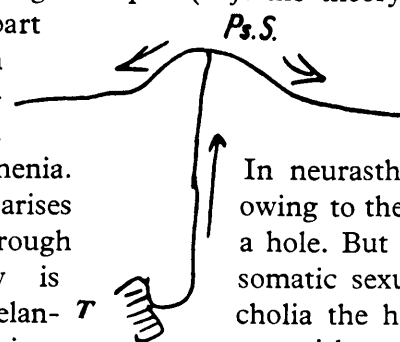 part
Ps.S.
henia.
arises
rough
is
elan-
T
In neurasth
owing to the
a hole. But
somatic sexu
cholia the h